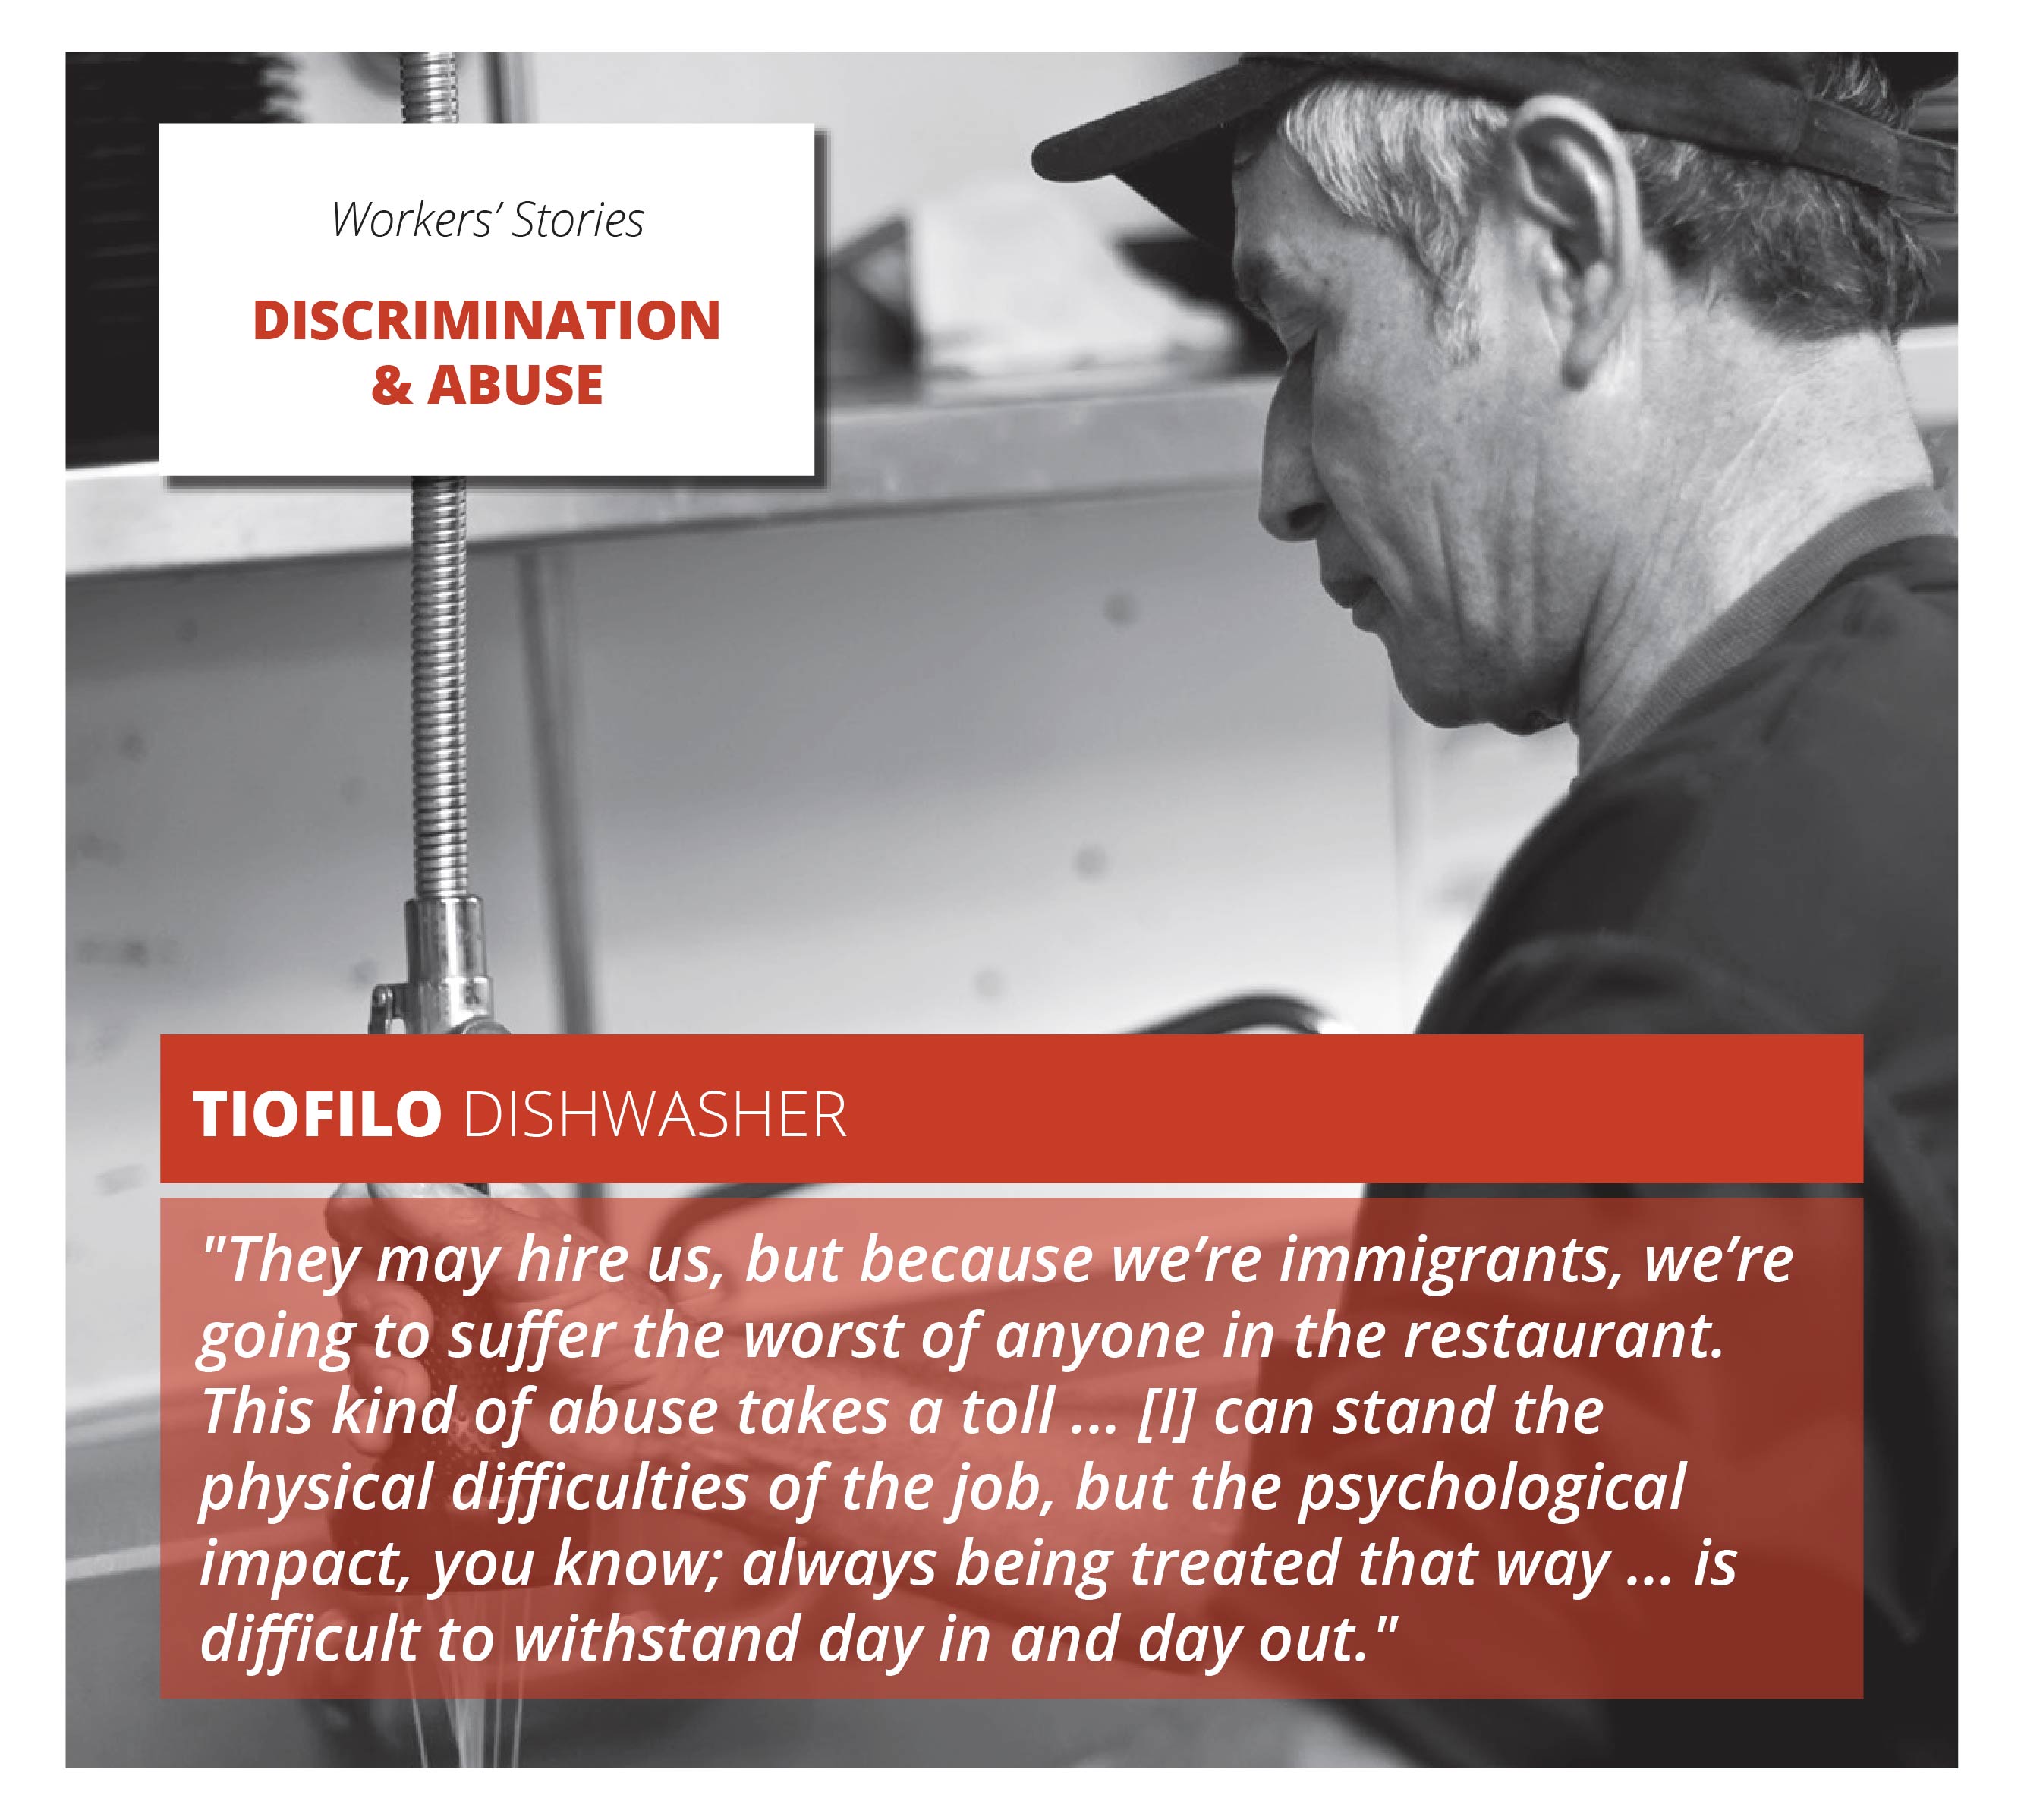 Workers’ Stories
DISCRIMINATION
& ABUSE
TIOFILO DISHWASHER
"They may hire us, but because we’re immigrants, we’re
going to suffer the worst of anyone in the restaurant.
This kind of abuse takes a toll ... [I] can stand the
physical difficulties of the job, but the psychological
impact, you know; always being treated that way ... is
difficult to withstand day in and day out."